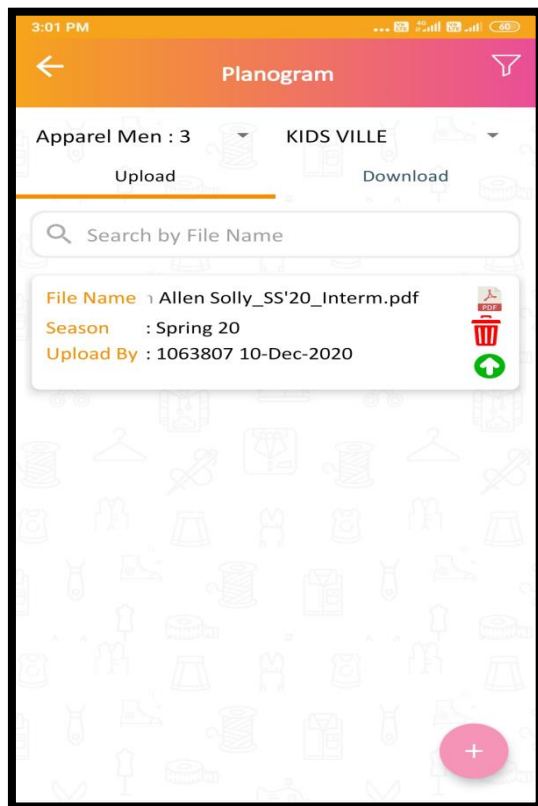 3:01 PM
... 4G 60
Planogram
Apparel Men : 3 KIDS VILLE
Upload Download
Search by File Name
File Name Allen Solly_SS'20_Interm.pdf
PDF
Season : Spring 20
Upload By : 1063807 10-Dec-2020
+